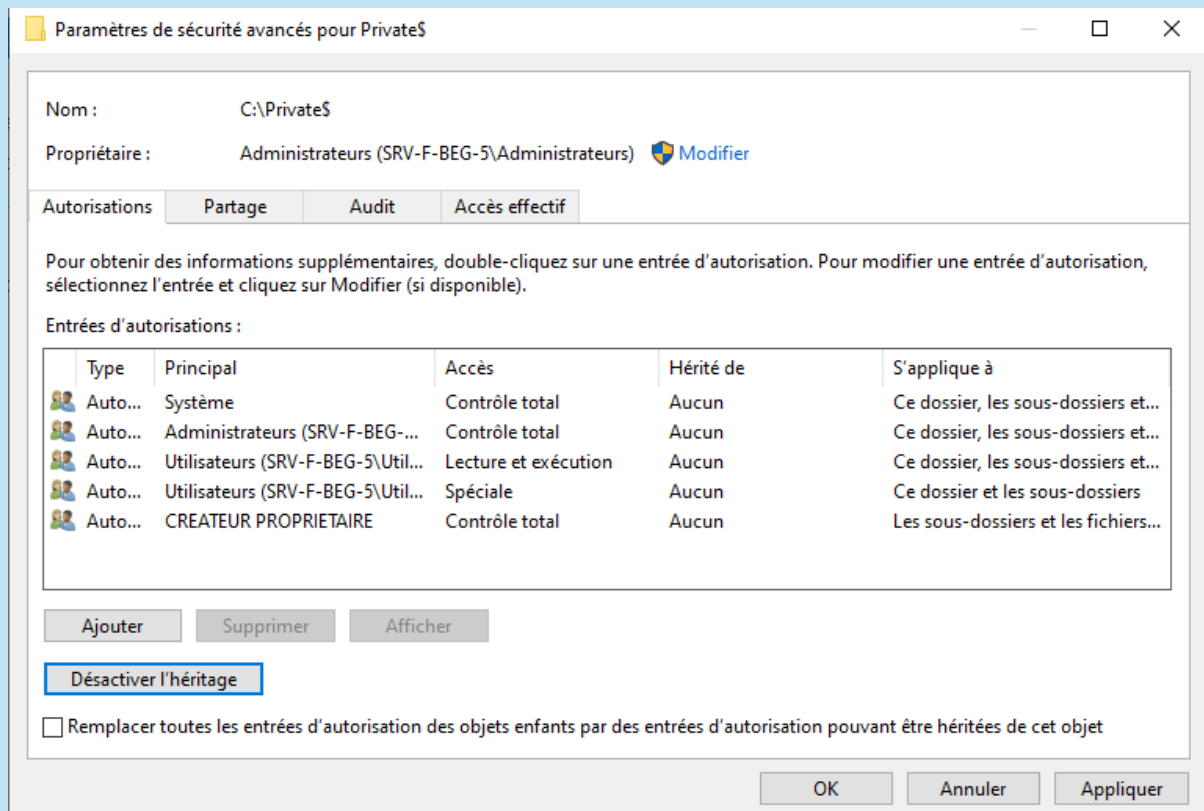 Paramètres de sécurité avancés pour Private$
Nom : C:\Private$
Propriétaire : Administrateurs (SRV-F-BEG-5\Administrateurs) Modifier
Autorisations Partage Audit Accès effectif
Pour obtenir des informations supplémentaires, double-cliquez sur une entrée d'autorisation. Pour modifier une entrée d'autorisation,
sélectionnez l'entrée et cliquez sur Modifier (si disponible).
Entrées d'autorisations :
Type Principal Accès Hérité de S'applique à
Auto... Système Contrôle total Aucun Ce dossier, les sous-dossiers et...
Auto... Administrateurs (SRV-F-BEG-... Contrôle total Aucun Ce dossier, les sous-dossiers et...
Auto... Utilisateurs (SRV-F-BEG-5\Util... Lecture et exécution Aucun Ce dossier, les sous-dossiers et...
Auto... Utilisateurs (SRV-F-BEG-5\Util... Spéciale Aucun Ce dossier et les sous-dossiers
Auto... CREATEUR PROPRIETAIRE Contrôle total Aucun Les sous-dossiers et les fichiers...
Ajouter Supprimer Afficher
Désactiver l'héritage
Remplacer toutes les entrées d'autorisation des objets enfants par des entrées d'autorisation pouvant être héritées de cet objet
OK Annuler Appliquer